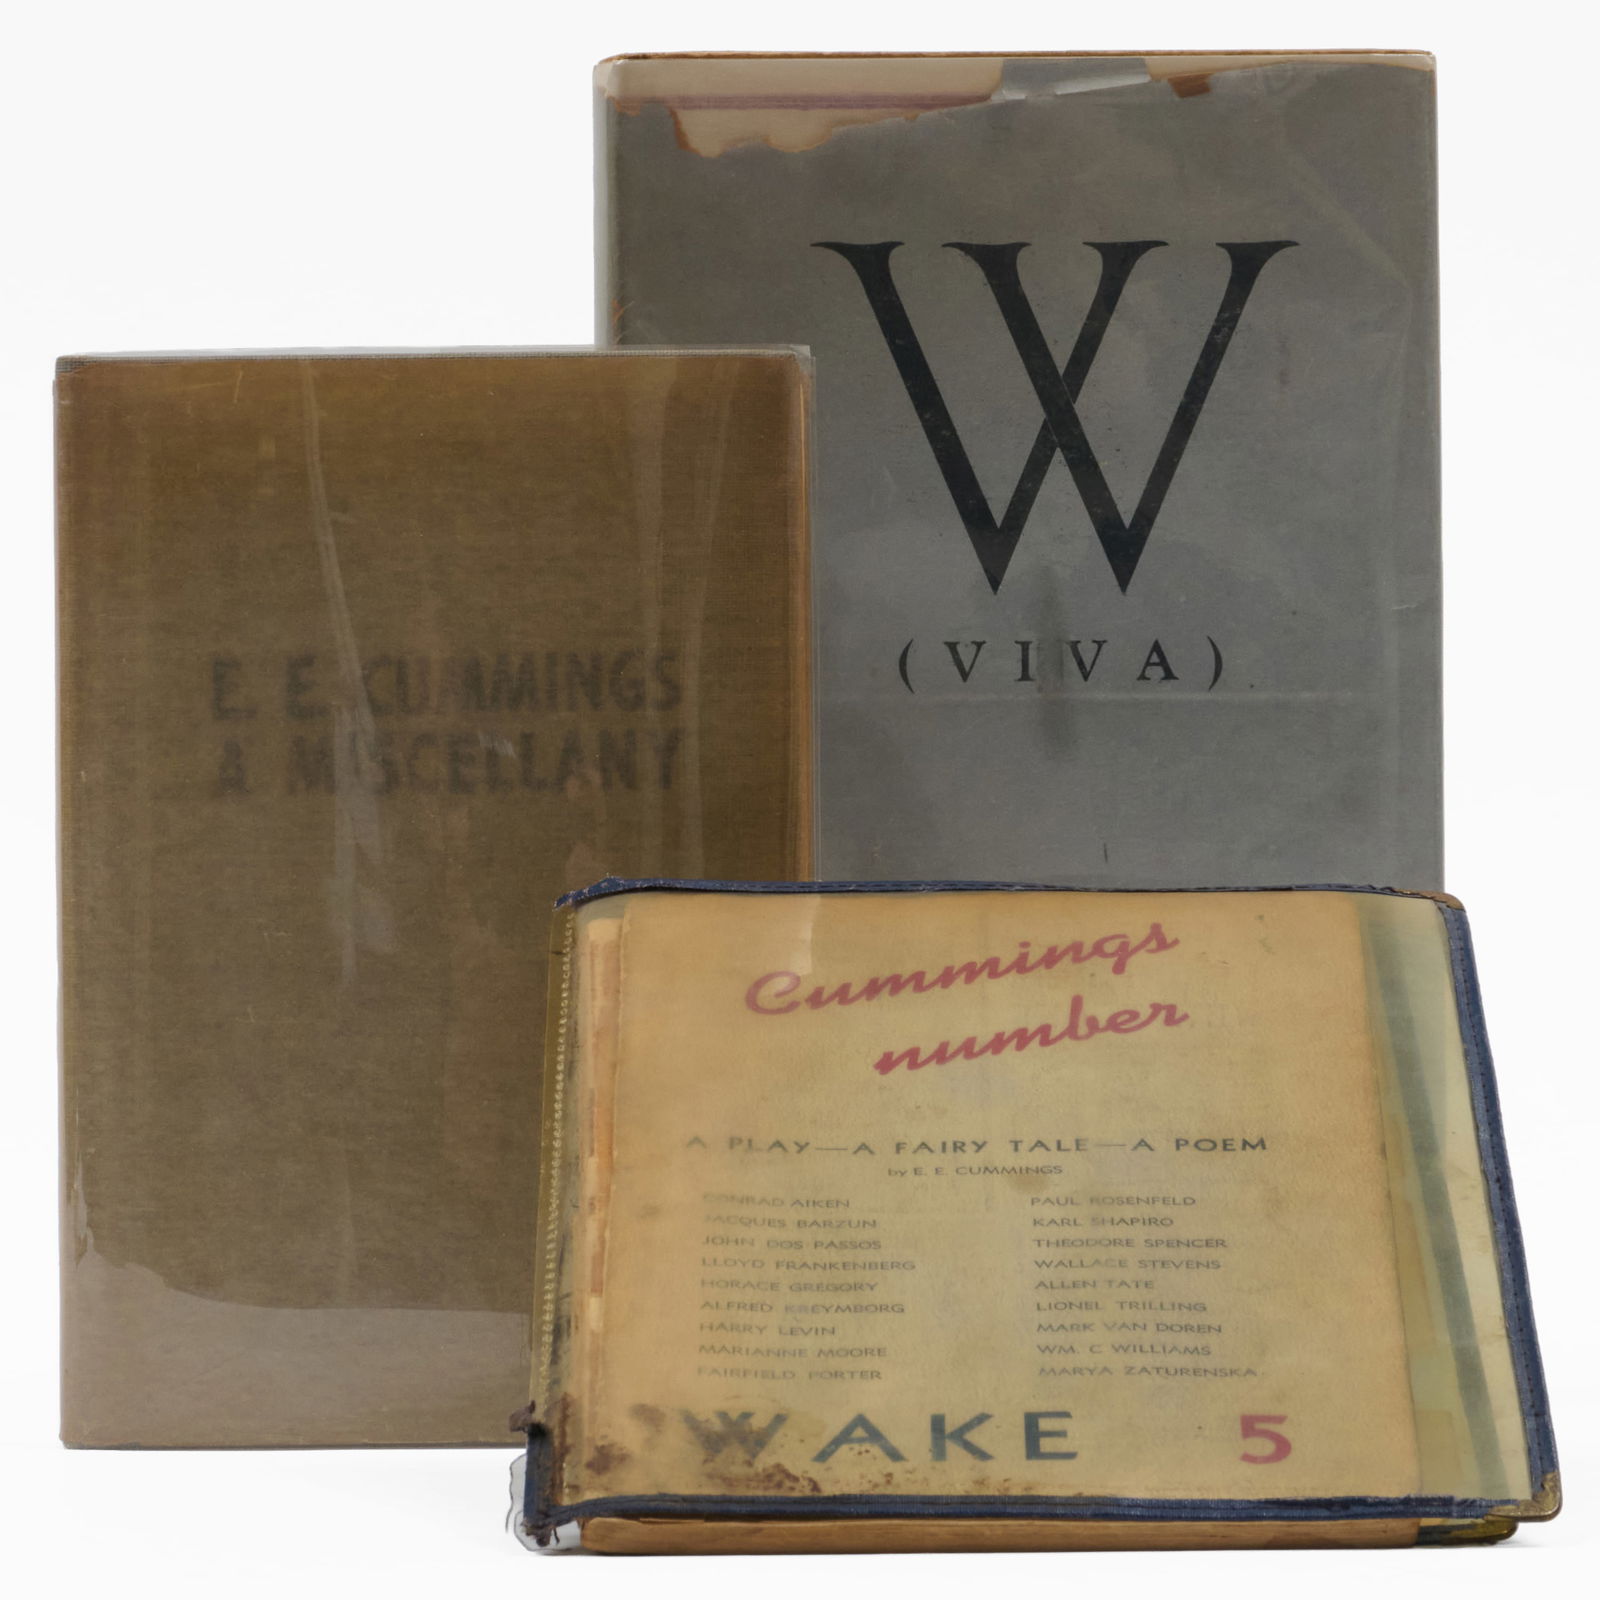 W
(VIVA)
E. E. CUMMINGS
A MISCELLANY
Cummings
number
A PLAY—A FAIRY TALE—A POEM
by E. E. CUMMINGS
CONRAD AIKEN
JACQUES BARZUN
JOHN DOS PASSOS
LLOYD FRANKENBERG
HORACE GREGORY
ALFRED KREYMBORG
HARRY LEVIN
MARIANNE MOORE
FAIRFIELD PORTER
PAUL ROSENFELD
KARL SHAPIRO
THEODORE SPENCER
WALLACE STEVENS
ALLEN TATE
LIONEL TRILLING
MARK VAN DOREN
WM. C WILLIAMS
MARYA ZATURENSKA
WAKE 5